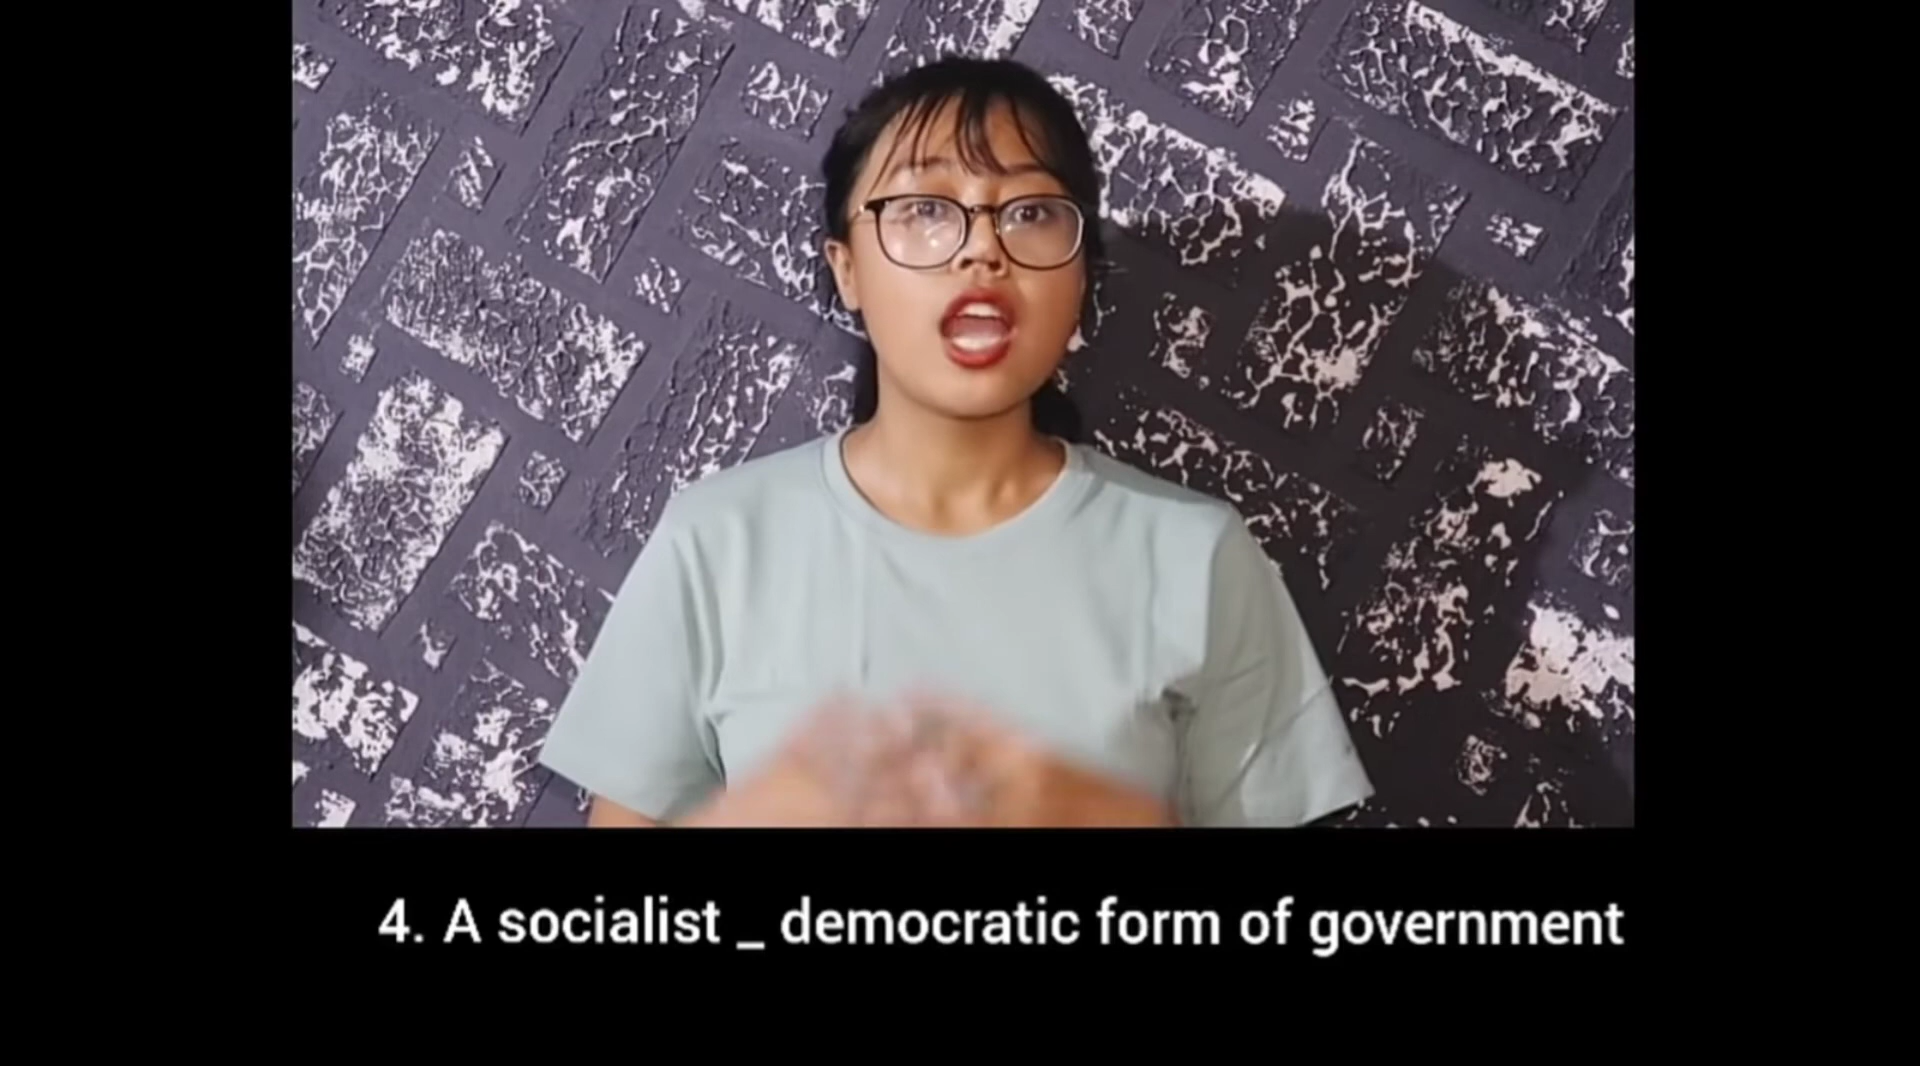 4. A socialist _ democratic form of government